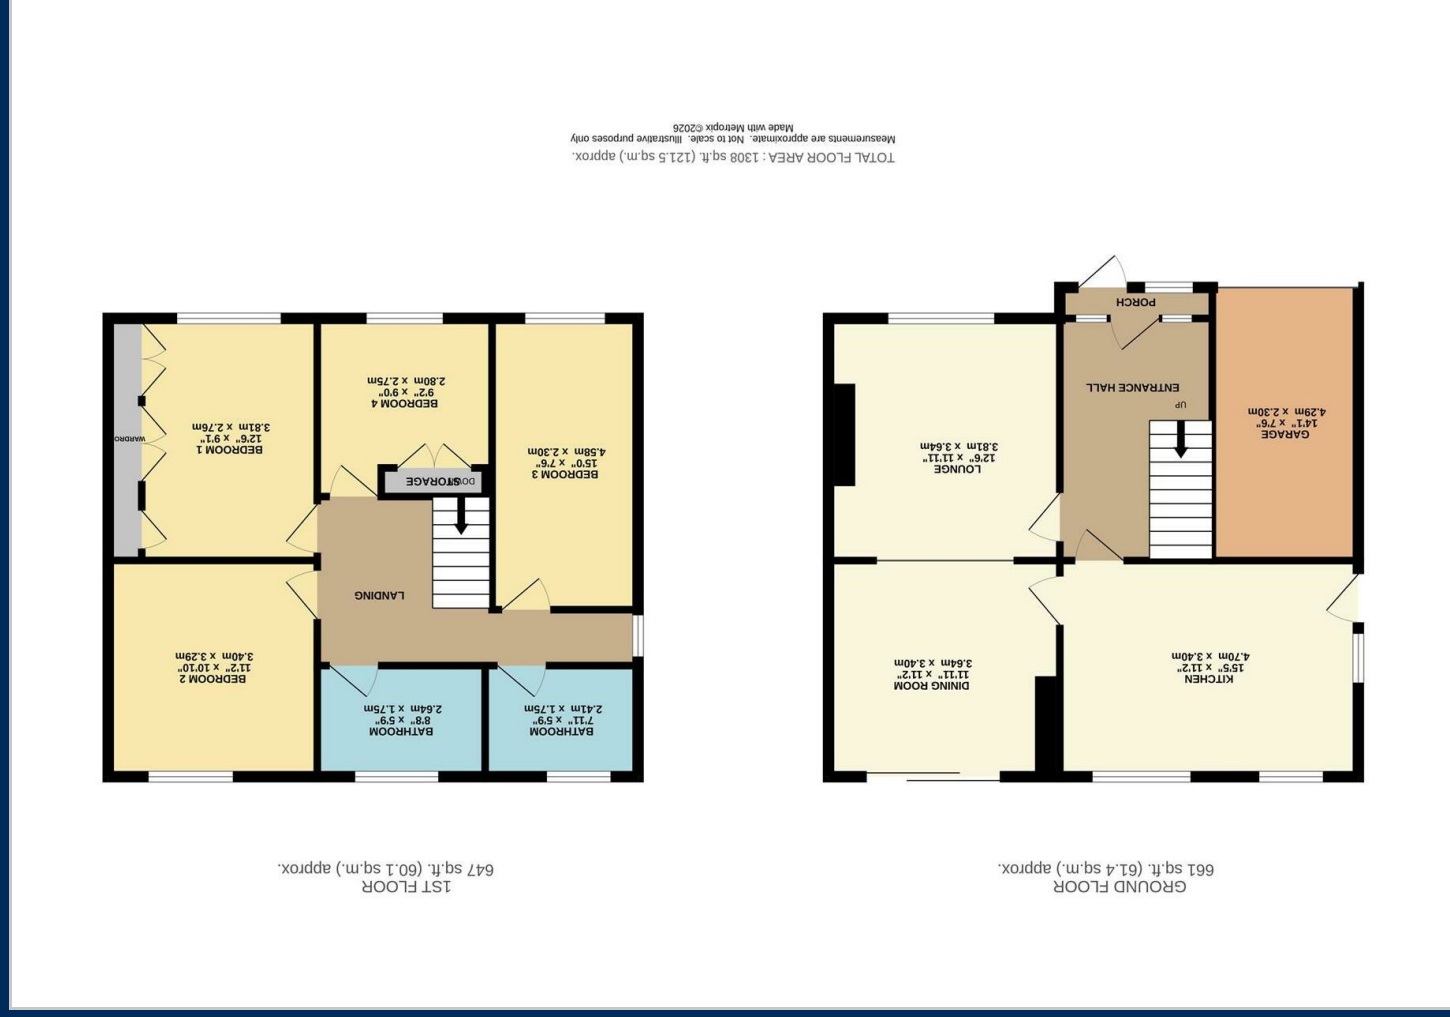 GROUND FLOOR
661 sq.ft. (61.4 sq.m.) approx.
1ST FLOOR
647 sq.ft. (60.1 sq.m.) approx.
KITCHEN
15'5" x 11'2"
4.70m x 3.40m
DINING ROOM
11'11" x 11'2"
3.64m x 3.40m
GARAGE
14'1" x 7'6"
4.29m x 2.30m
UP
ENTRANCE HALL
LOUNGE
12'6" x 11'11"
3.81m x 3.64m
PORCH
BATHROOM
7'11" x 5'9"
2.41m x 1.75m
BATHROOM
8'8" x 5'9"
2.64m x 1.75m
BEDROOM 2
11'2" x 10'10"
3.40m x 3.29m
LANDING
BEDROOM 3
15'0" x 7'6"
4.58m x 2.30m
DOWN
STORAGE
BEDROOM 4
9'2" x 9'0"
2.80m x 2.75m
BEDROOM 1
12'6" x 9'1"
3.81m x 2.76m
WARDRO
TOTAL FLOOR AREA : 1308 sq.ft. (121.5 sq.m.) approx.
Measurements are approximate. Not to scale. Illustrative purposes only
Made with Metropix ©2026